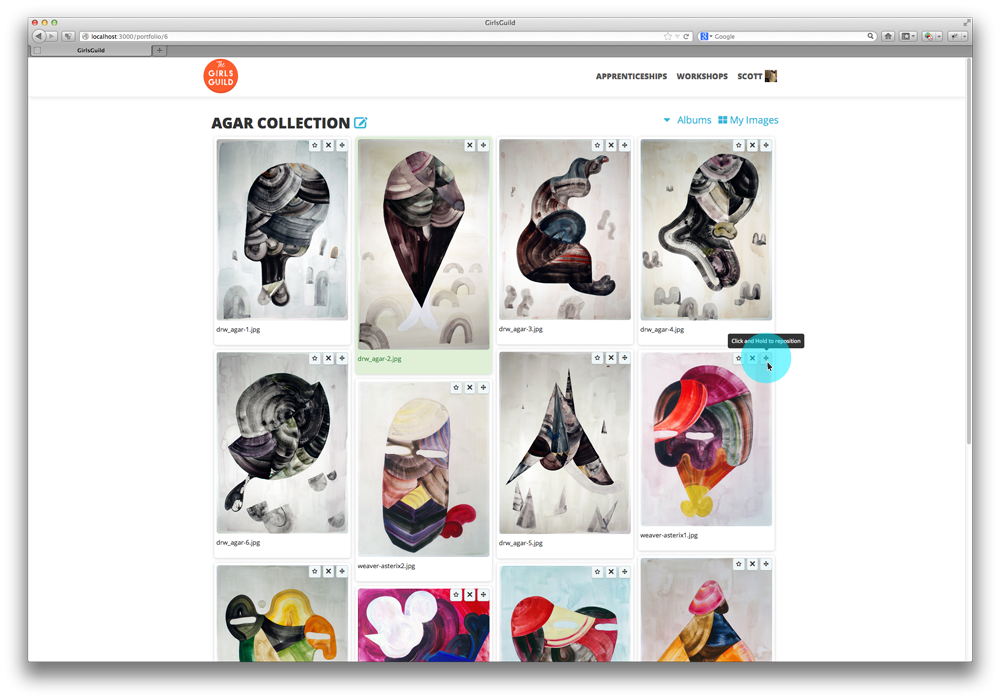 GirlsGuild
localhost:3000/portfolio/6
Google
GirlsGuild
The
GIRLS
GUILD
APPRENTICESHIPS WORKSHOPS SCOTT
AGAR COLLECTION
Albums My Images
drw_agar-1.jpg
drw_agar-2.jpg
drw_agar-3.jpg
drw_agar-4.jpg
Click and Hold to reposition
drw_agar-6.jpg
weaver-asterix2.jpg
drw_agar-5.jpg
weaver-asterix1.jpg